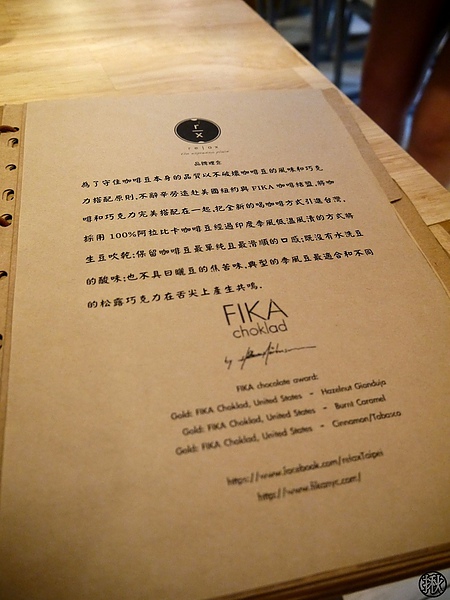 r
x
relax
品牌理念
為了守住咖啡豆本身的品質以不破壞咖啡豆的風味和巧克
力搭配原則,不辭辛勞遠赴美國紐約與 FIKA 咖啡結盟,將咖
啡和巧克力完美搭配在一起,把全新的喝咖啡方式引進台灣。
採用 100%阿拉比卡咖啡豆經過印度季風低溫風漬的方式將
生豆吹乾;保留咖啡豆最單純且最滑順的口感;既沒有水洗豆
的酸味;也不具日曬豆的焦苦味,典型的季風豆最適合和不同
的松露巧克力在舌尖上產生共鳴。
FIKA
choklad
by
FIKA chocolate award:
Gold: FIKA Choklad, United States - Hazelnut Gianduja
Gold: FIKA Choklad, United States - Burnt Caramel
Gold: FIKA Choklad, United States - Cinnamon/Tobasco
https://www.facebook.com/relaxTaipei
http://www.fikanyc.com/